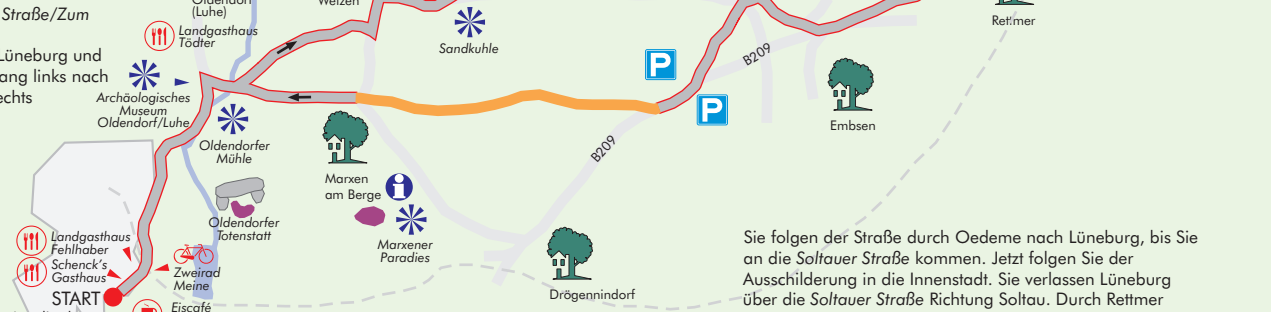 Straße/Zum
Lüneburg und
ang links nach
echts
Oldendorf
(Luhe)
Wetzen
Landgasthaus
Tödter
Sandkuhle
Rettmer
P
B209
P
Archäologisches
Museum
Oldendorf/Luhe
Embsen
Oldendorfer
Mühle
B209
Marxen
am Berge
i
Oldendorfer
Totenstatt
Marxener
Paradies
Landgasthaus
Fehlhaber
Schenck's
Gasthaus
Zweirad
Meine
START
Eiscafé
Drögennindorf
Sie folgen der Straße durch Oedeme nach Lüneburg, bis Sie
an die Soltauer Straße kommen. Jetzt folgen Sie der
Ausschilderung in die Innenstadt. Sie verlassen Lüneburg
über die Soltauer Straße Richtung Soltau. Durch Rettmer